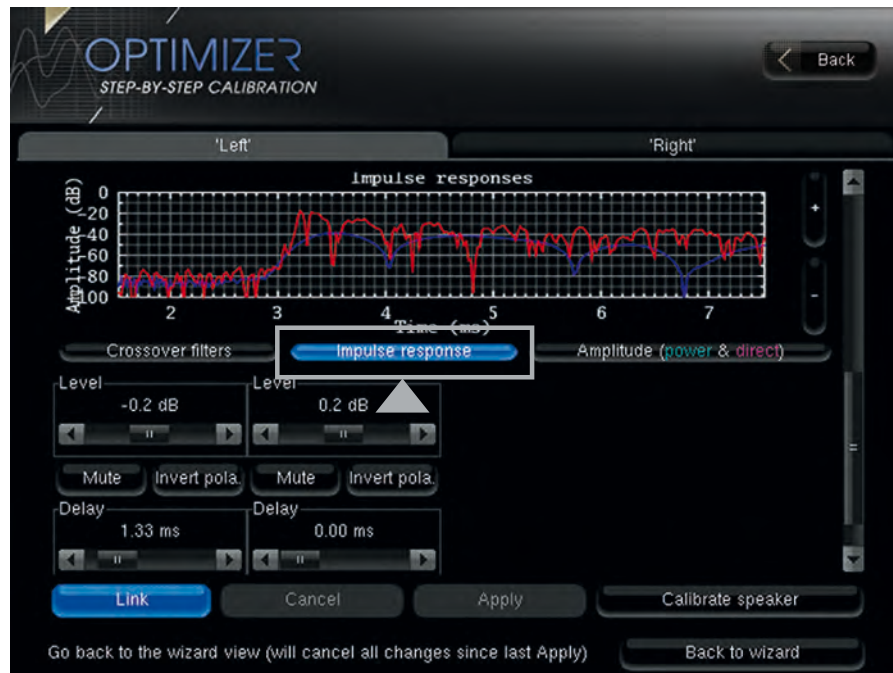 OPTIMIZER
STEP-BY-STEP CALIBRATION
Back
'Left' 'Right'
Impulse responses
Amplitude (dB)
0
-20
-40
-60
-80
-100
2 3 4 5 6 7
Time (ms)
+
-
Crossover filters Impulse response Amplitude (power & direct)
Level Level
-0.2 dB 0.2 dB
Mute Invert pola. Mute Invert pola.
Delay Delay
1.33 ms 0.00 ms
Link Cancel Apply Calibrate speaker
Go back to the wizard view (will cancel all changes since last Apply) Back to wizard